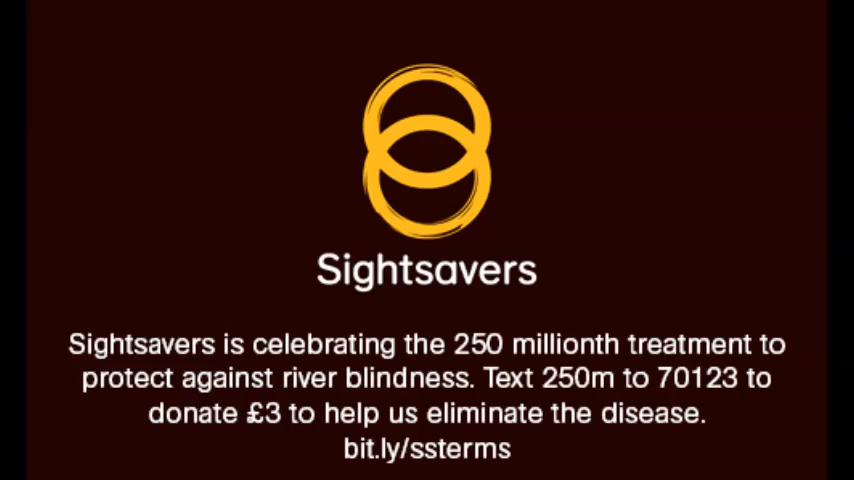 Sightsavers
Sightsavers is celebrating the 250 millionth treatment to
protect against river blindness. Text 250m to 70123 to
donate £3 to help us eliminate the disease.
bit.ly/ssterms